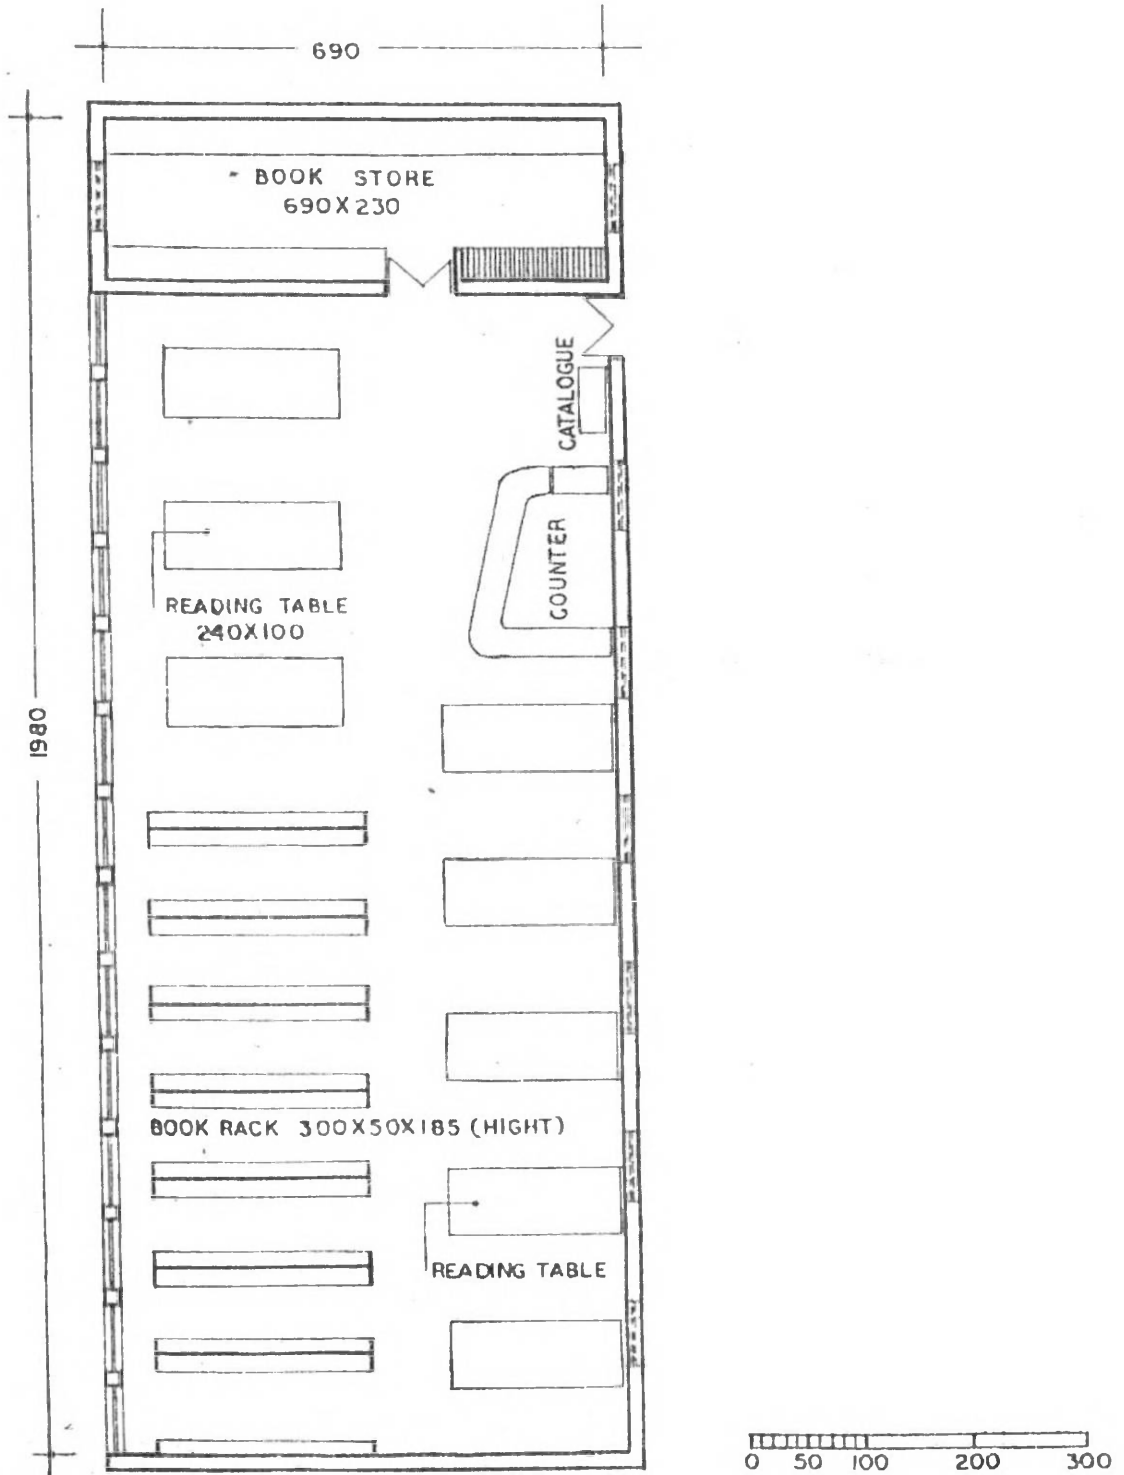 690
BOOK STORE
690X230
CATALOGUE
COUNTER
READING TABLE
240X100
1980
BOOK RACK 300X50X185 (HIGHT)
READING TABLE
0 50 100 200 300